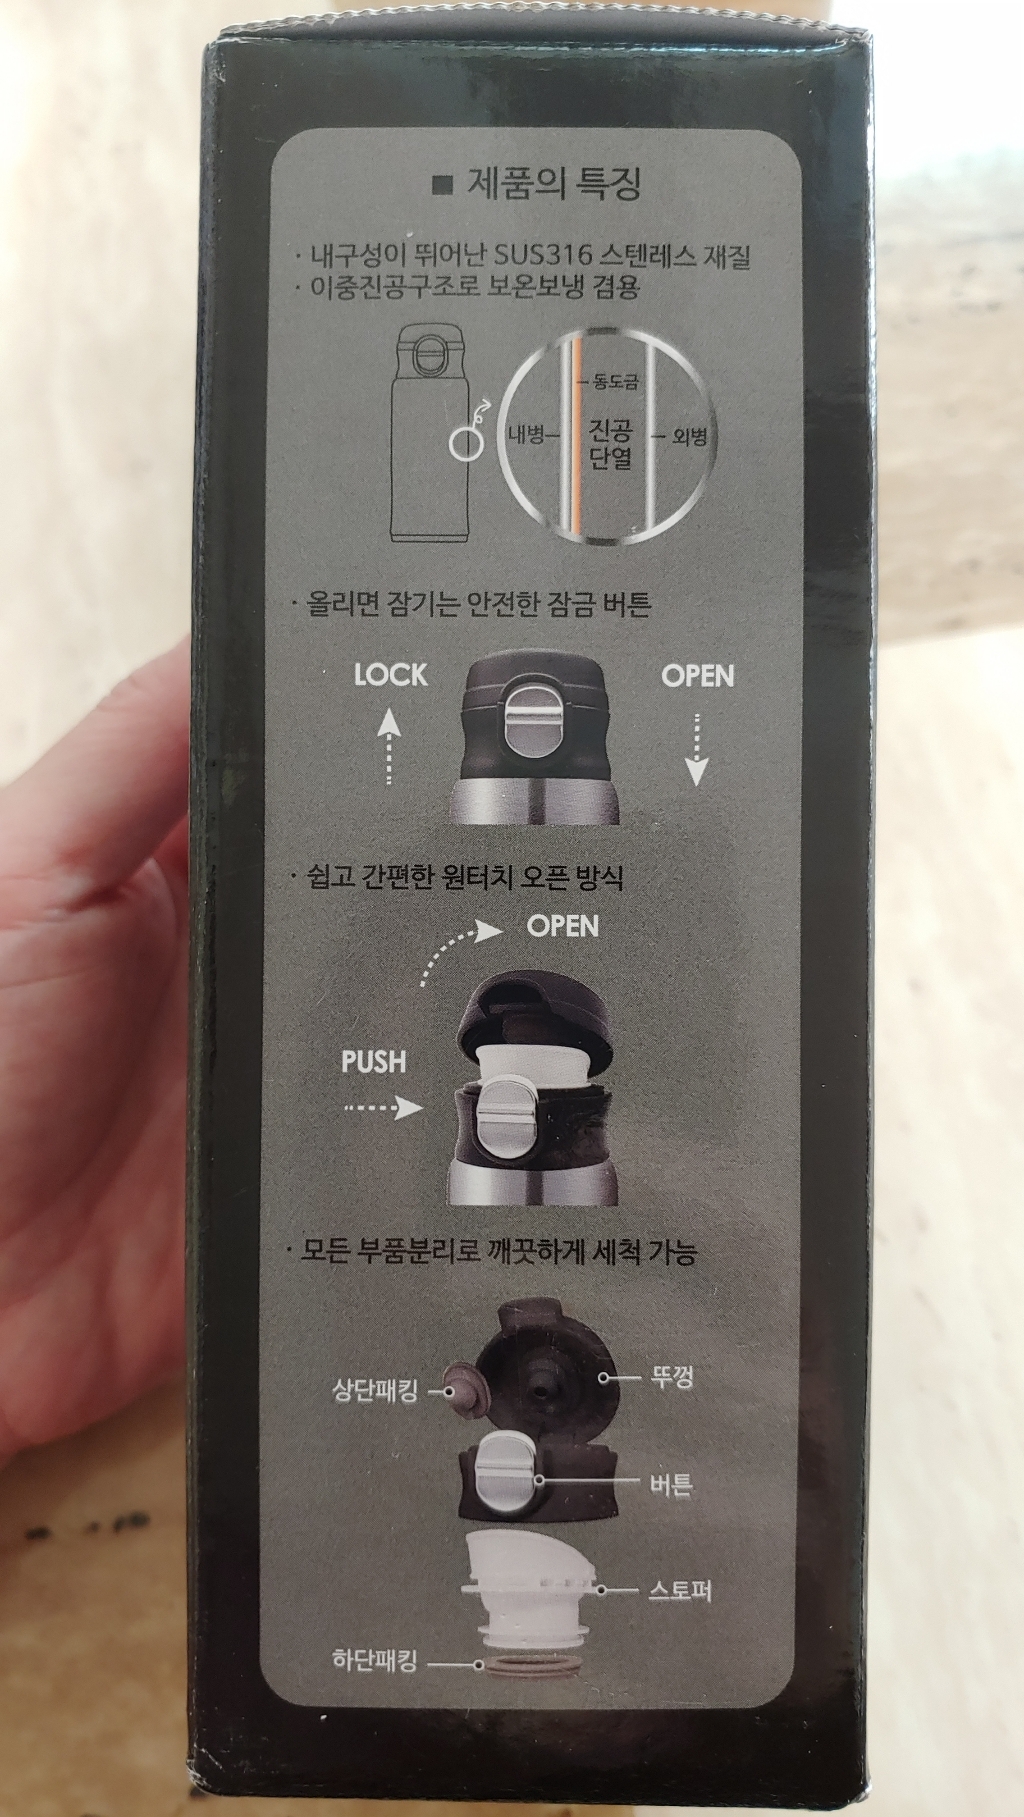 ■ 제품의 특징
· 내구성이 뛰어난 SUS316 스텐레스 재질
· 이중진공구조로 보온보냉 겸용
동도금
내병
진공
단열
외병
· 올리면 잠기는 안전한 잠금 버튼
LOCK
OPEN
· 쉽고 간편한 원터치 오픈 방식
OPEN
PUSH
· 모든 부품분리로 깨끗하게 세척 가능
상단패킹
뚜껑
버튼
스토퍼
하단패킹